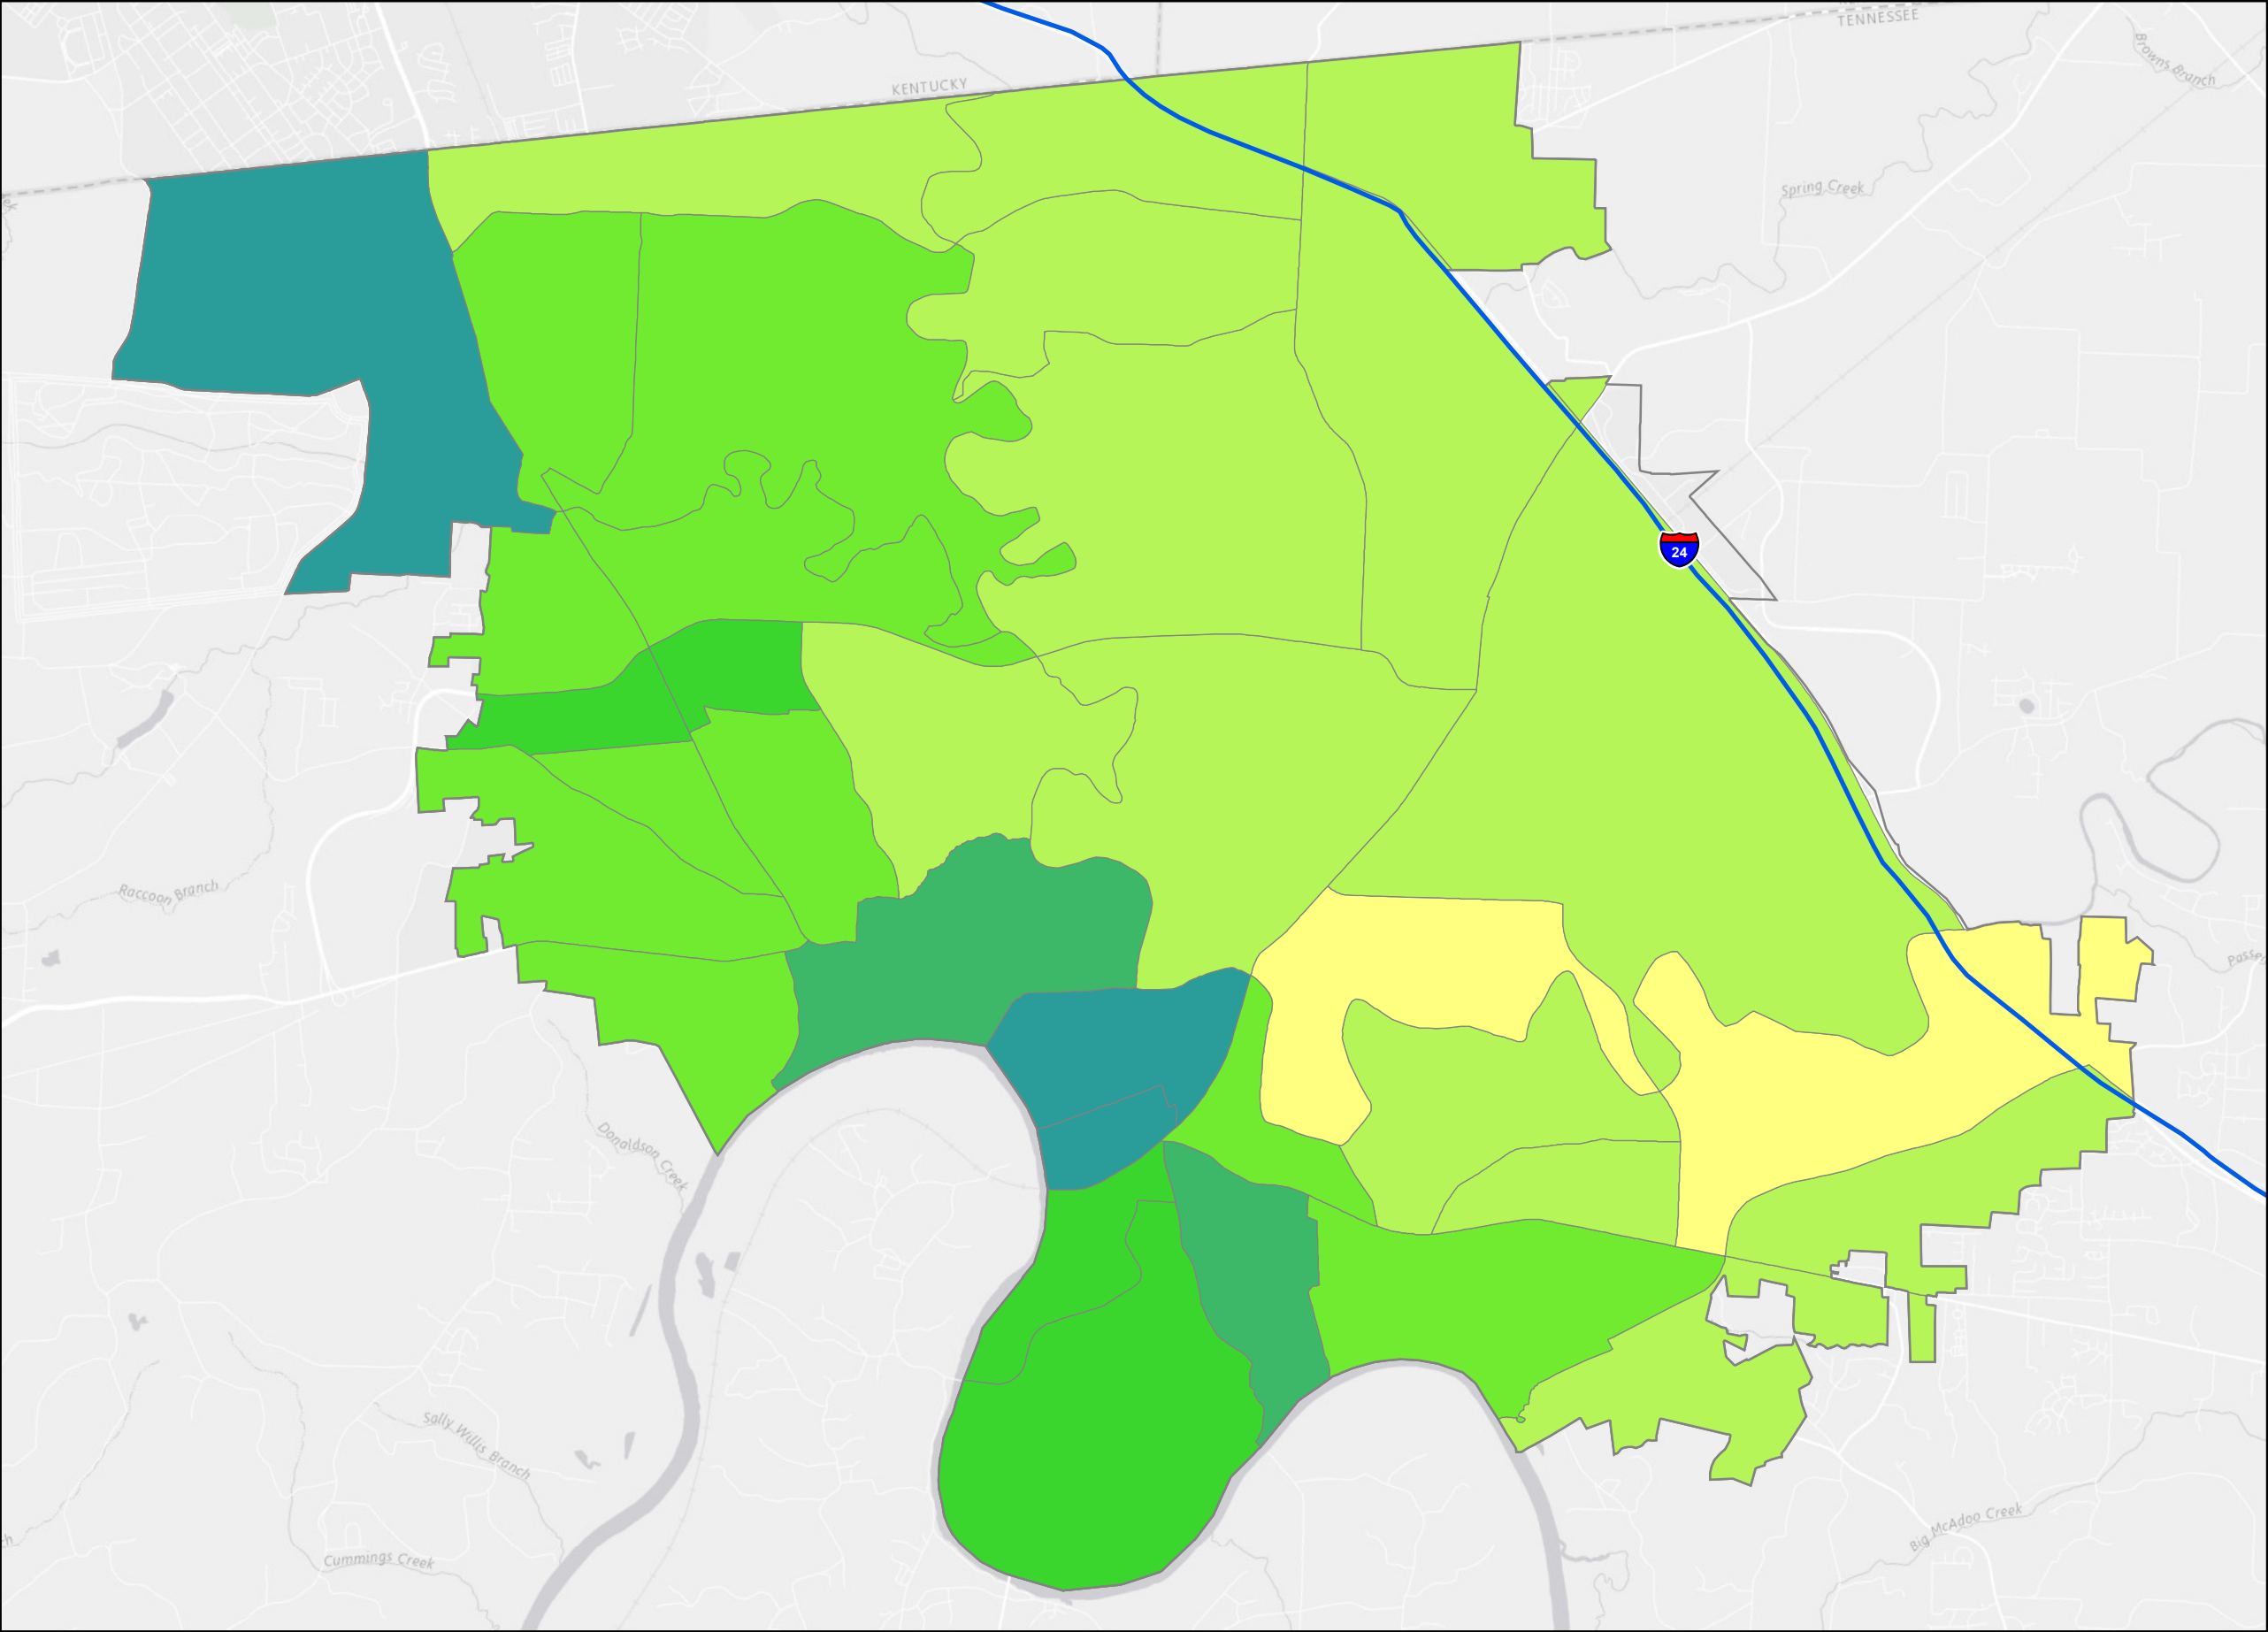 TENNESSEE
Browns Branch
KENTUCKY
Spring Creek
24
Raccoon Branch
Donaldson Creek
Sally Willis Branch
Big McAdoo Creek
Cummings Creek